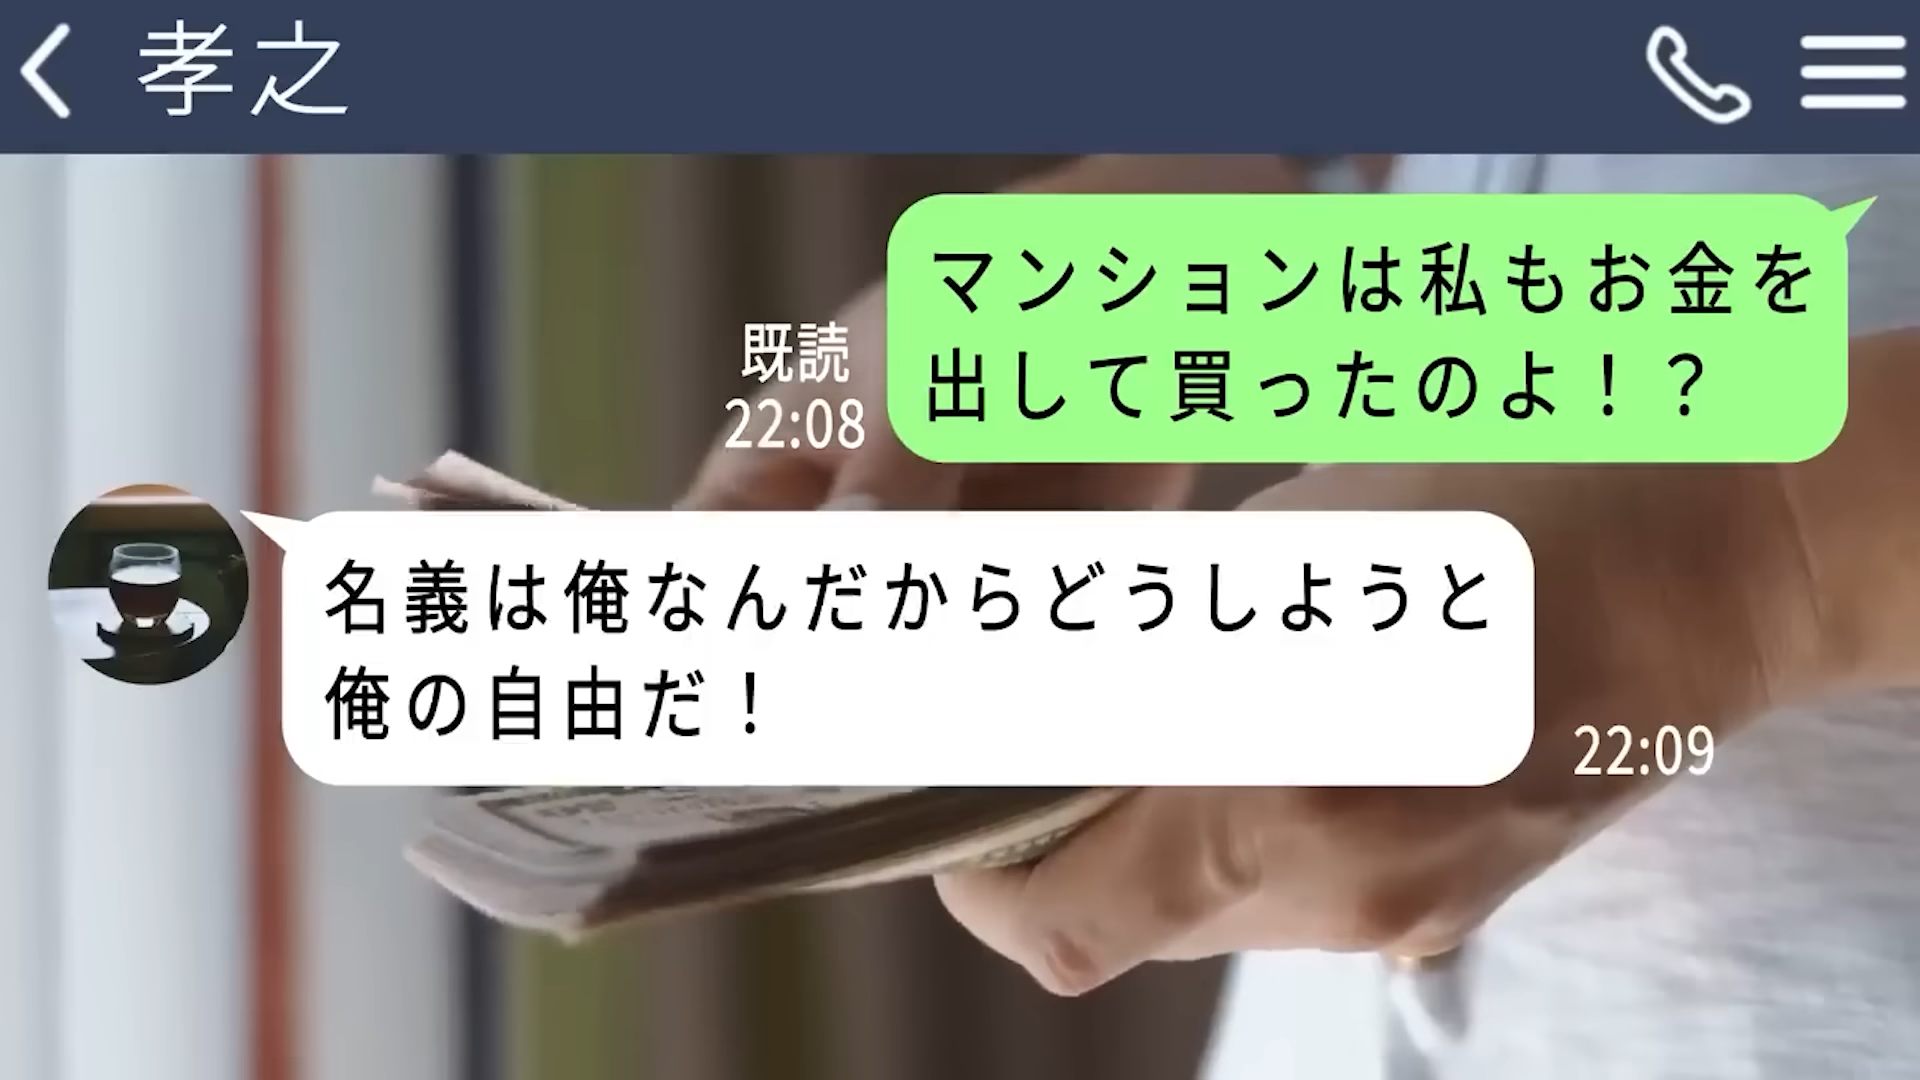 孝之
マンションは私もお金を
出して買ったのよ！？
既読
22:08
名義は俺なんだからどうしようと
俺の自由だ！
22:09